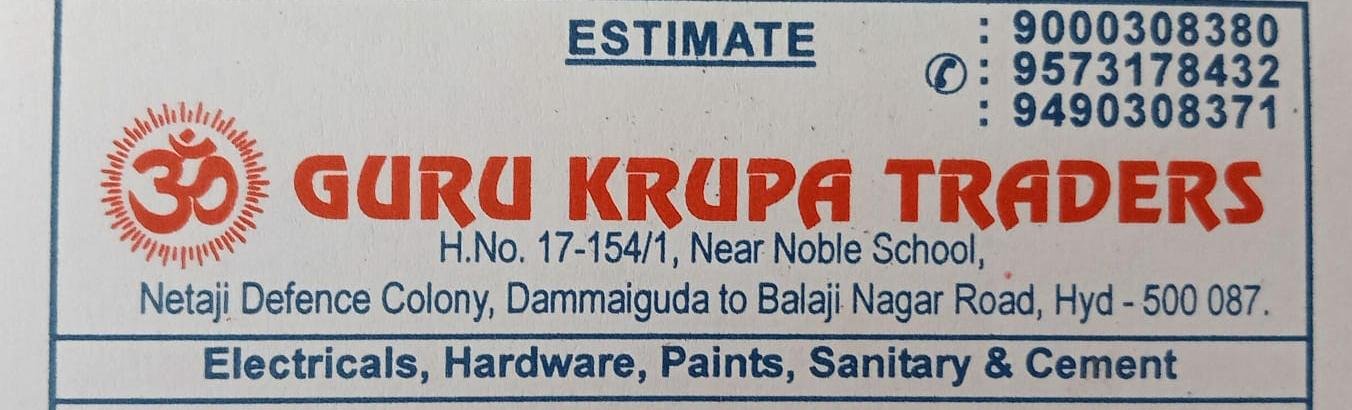 ESTIMATE
: 9000308380
✆: 9573178432
: 9490308371
ॐ GURU KRUPA TRADERS
H.No. 17-154/1, Near Noble School,
Netaji Defence Colony, Dammaiguda to Balaji Nagar Road, Hyd - 500 087.
Electricals, Hardware, Paints, Sanitary & Cement